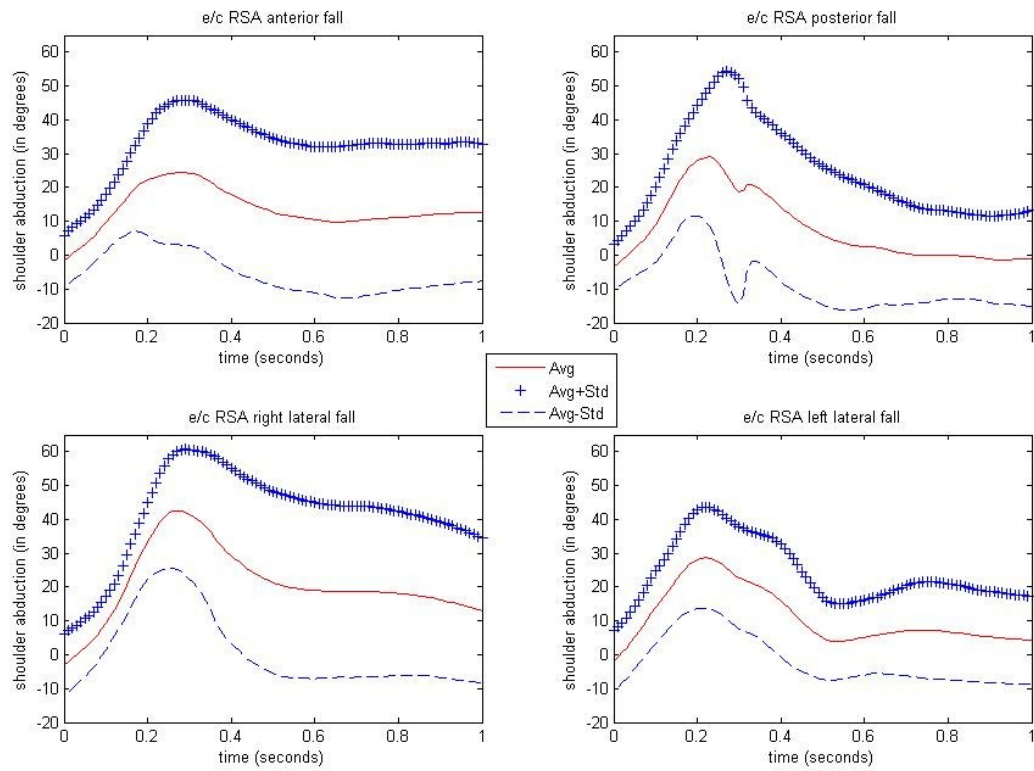 e/c RSA anterior fall
60
50
40
30
20
10
0
-10
-20
shoulder abduction (in degrees)
0 0.2 0.4 0.6 0.8 1
time (seconds)
e/c RSA posterior fall
60
50
40
30
20
10
0
-10
-20
shoulder abduction (in degrees)
0 0.2 0.4 0.6 0.8 1
time (seconds)
Avg
Avg+Std
Avg-Std
e/c RSA right lateral fall
60
50
40
30
20
10
0
-10
-20
shoulder abduction (in degrees)
0 0.2 0.4 0.6 0.8 1
time (seconds)
e/c RSA left lateral fall
60
50
40
30
20
10
0
-10
-20
shoulder abduction (in degrees)
0 0.2 0.4 0.6 0.8 1
time (seconds)